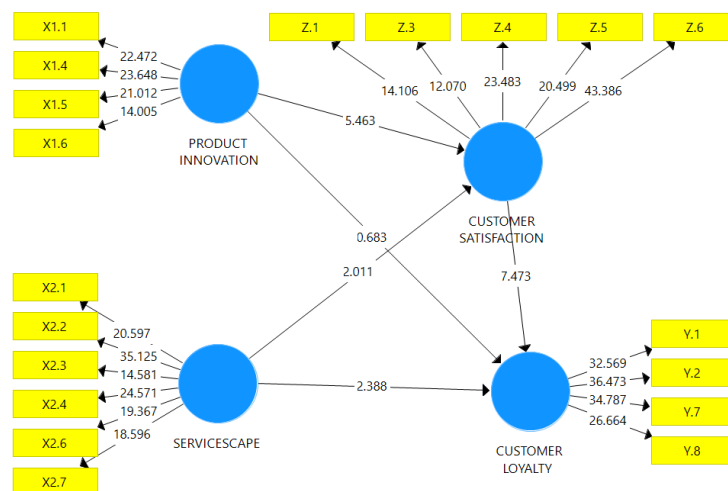 X1.1
X1.4
X1.5
X1.6
22.472
23.648
21.012
14.005
PRODUCT
INNOVATION
Z.1
Z.3
Z.4
Z.5
Z.6
14.106
12.070
23.483
20.499
43.386
5.463
CUSTOMER
SATISFACTION
0.683
2.011
7.473
X2.1
X2.2
X2.3
X2.4
X2.6
X2.7
20.597
35.125
14.581
24.571
19.367
18.596
SERVICESCAPE
2.388
32.569
36.473
34.787
26.664
Y.1
Y.2
Y.7
Y.8
CUSTOMER
LOYALTY